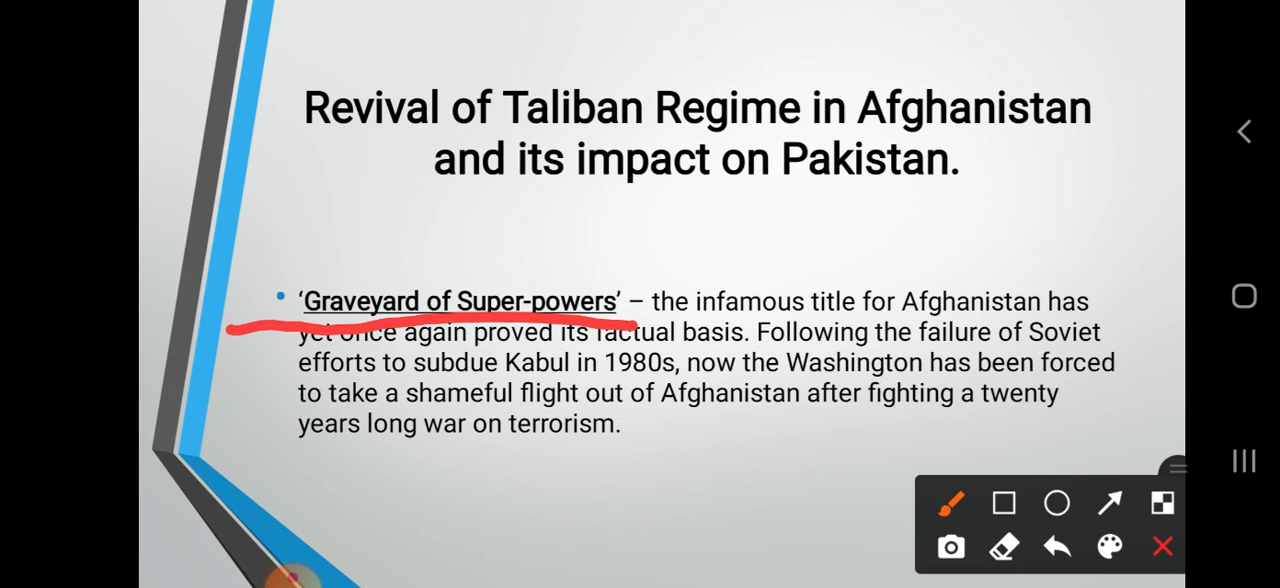 Revival of Taliban Regime in Afghanistan
and its impact on Pakistan.
• ‘Graveyard of Super-powers’ – the infamous title for Afghanistan has
yet once again proved its factual basis. Following the failure of Soviet
efforts to subdue Kabul in 1980s, now the Washington has been forced
to take a shameful flight out of Afghanistan after fighting a twenty
years long war on terrorism.